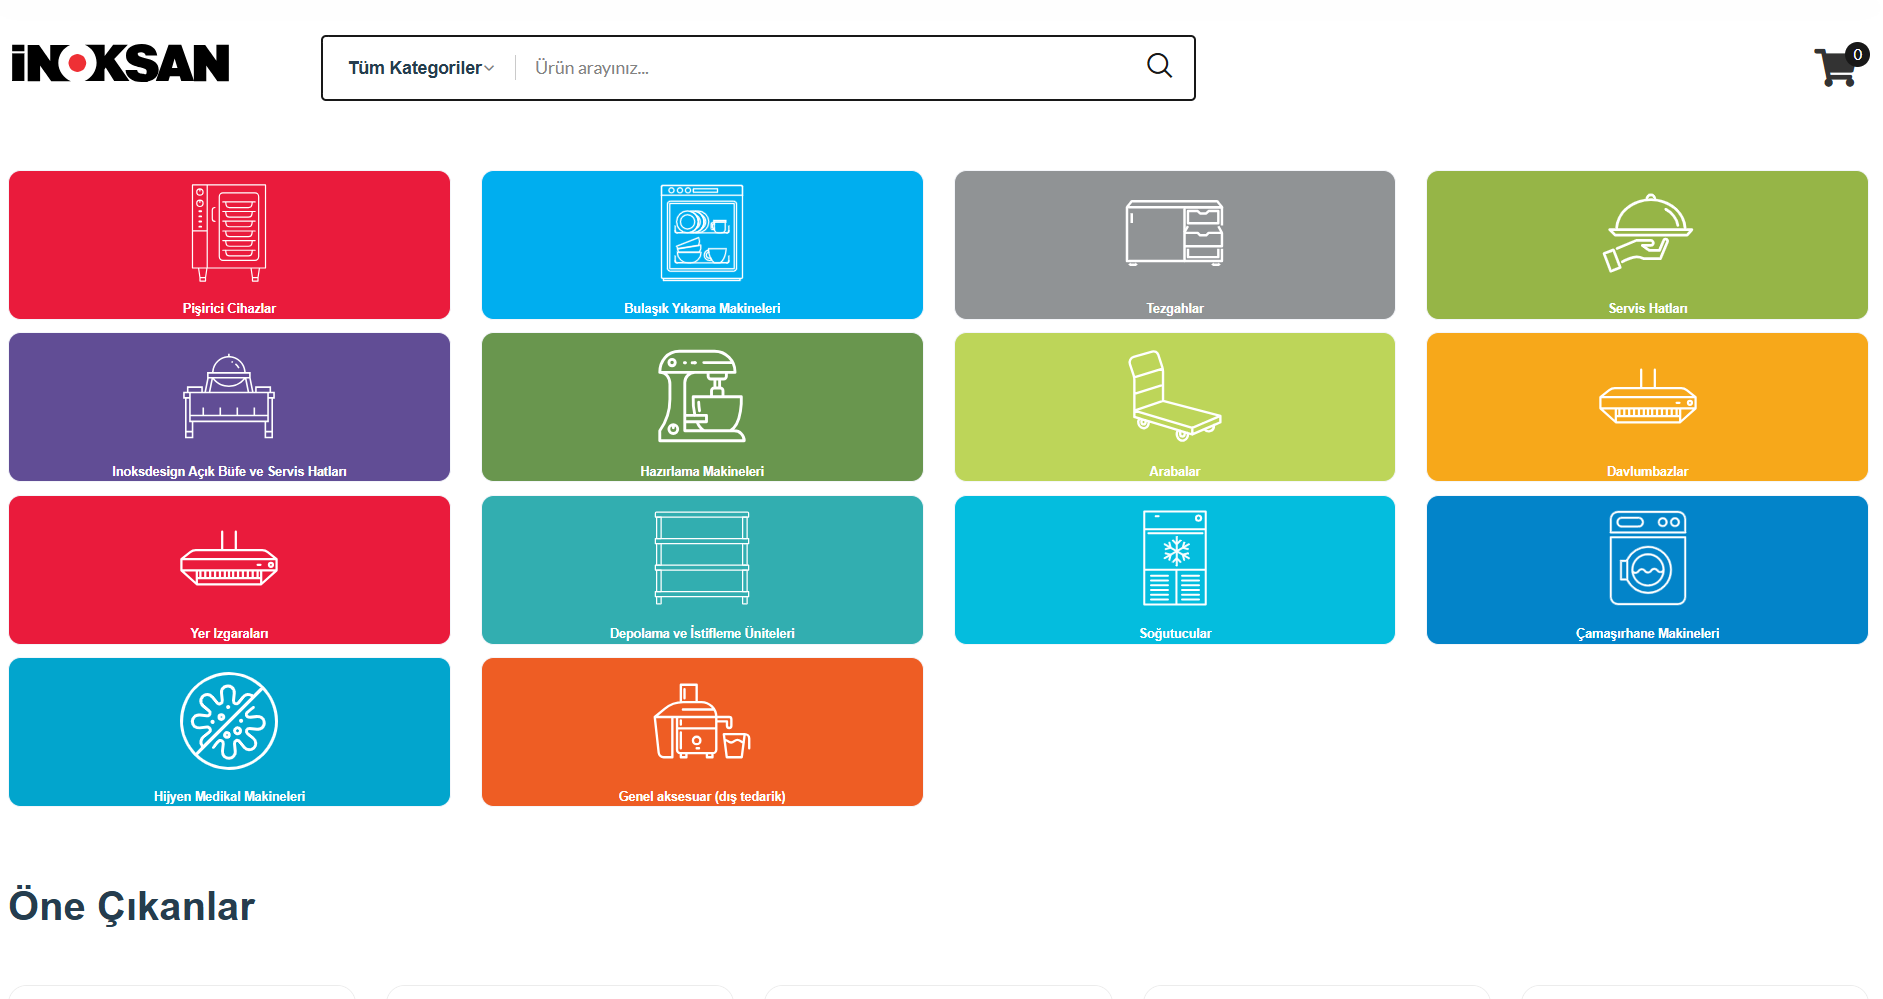 iNOKSAN
Tüm Kategoriler
Ürün arayınız...
0
Pişirici Cihazlar
Bulaşık Yıkama Makineleri
Tezgahlar
Servis Hatları
Inoksdesign Açık Büfe ve Servis Hatları
Hazırlama Makineleri
Arabalar
Davlumbazlar
Yer Izgaraları
Depolama ve İstifleme Üniteleri
Soğutucular
Çamaşırhane Makineleri
Hijyen Medikal Makineleri
Genel aksesuar (dış tedarik)
Öne Çıkanlar